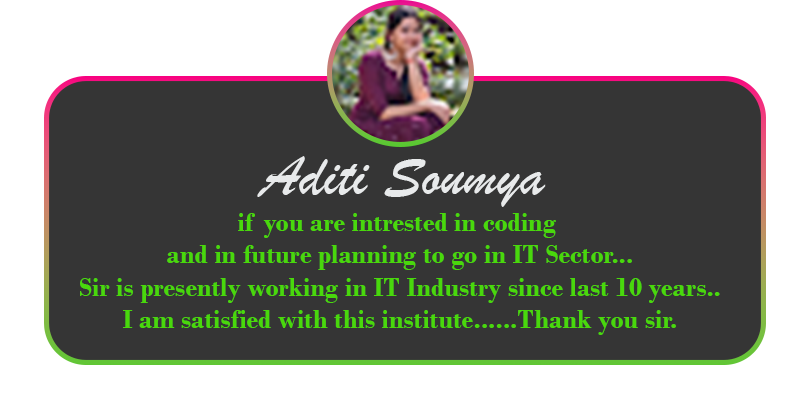 Aditi Soumya
if you are intrested in coding
and in future planning to go in IT Sector...
Sir is presently working in IT Industry since last 10 years..
I am satisfied with this institute......Thank you sir.